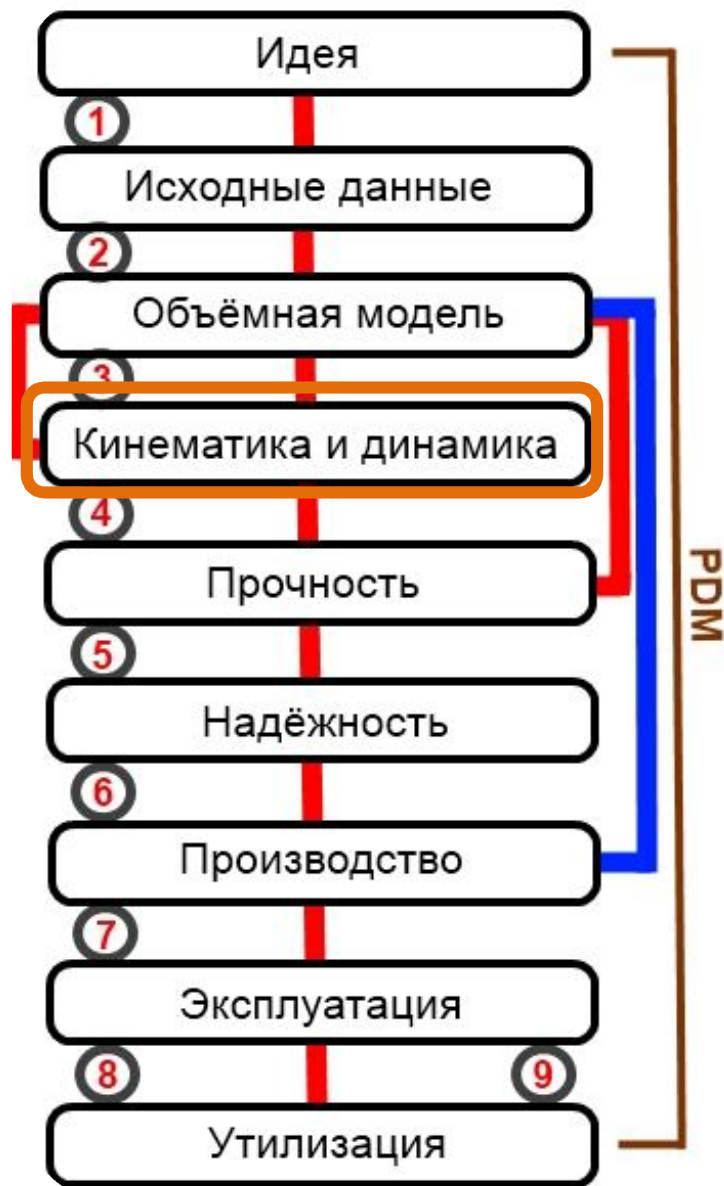 Идея
1
Исходные данные
2
Объёмная модель
3
Кинематика и динамика
4
Прочность
PDM
5
Надёжность
6
Производство
7
Эксплуатация
8
9
Утилизация